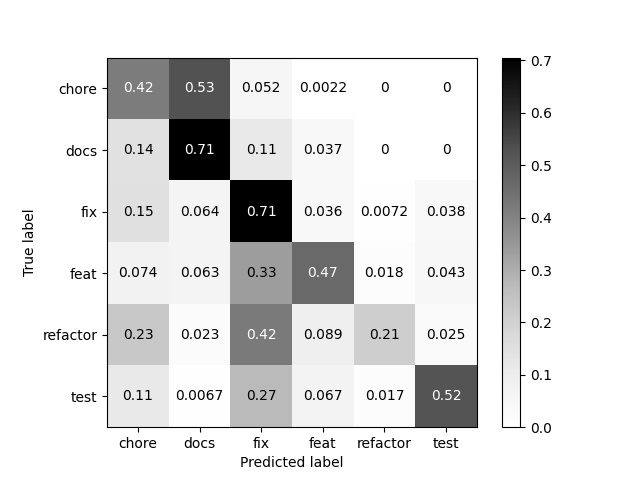 chore 0.42 0.53 0.052 0.0022 0 0
docs 0.14 0.71 0.11 0.037 0 0
fix 0.15 0.064 0.71 0.036 0.0072 0.038
feat 0.074 0.063 0.33 0.47 0.018 0.043
refactor 0.23 0.023 0.42 0.089 0.21 0.025
test 0.11 0.0067 0.27 0.067 0.017 0.52
chore docs fix feat refactor test
Predicted label
True label
0.7
0.6
0.5
0.4
0.3
0.2
0.1
0.0